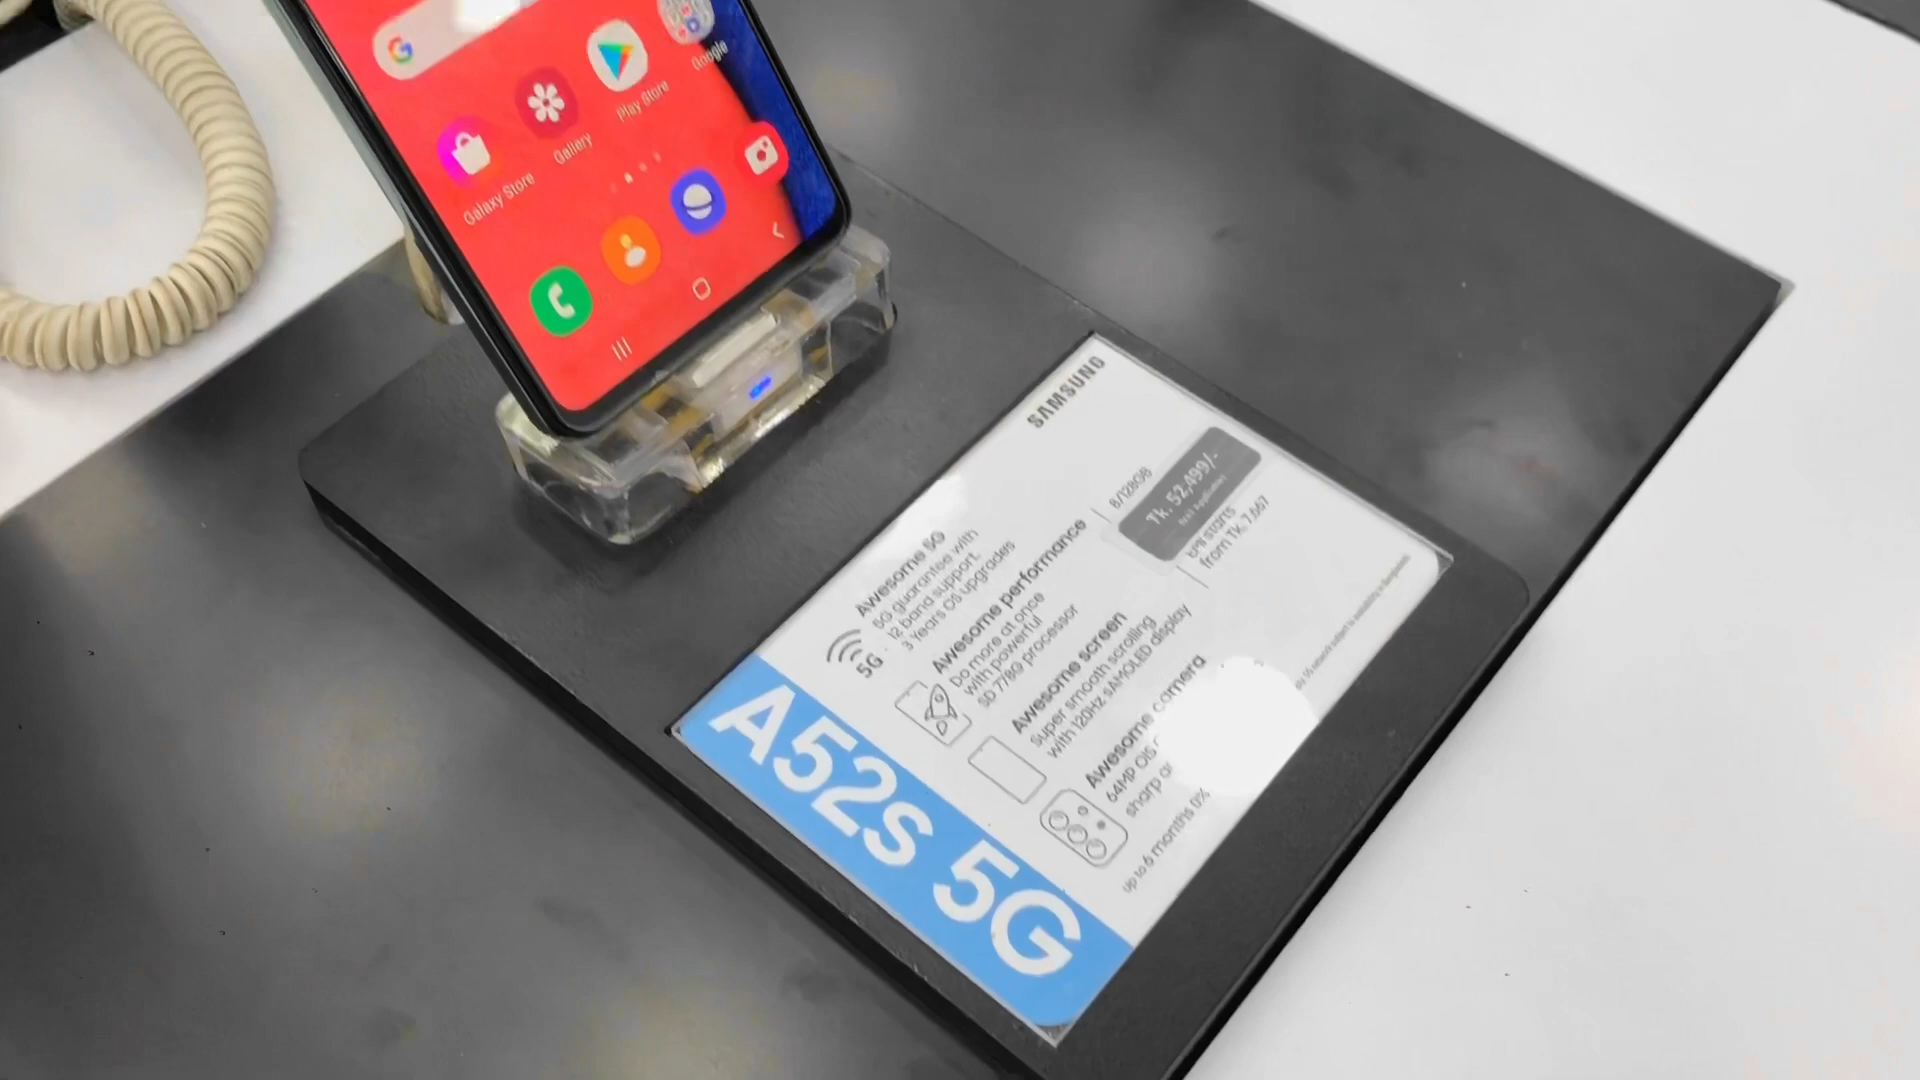 Google
Play Store
Gallery
Galaxy Store
SAMSUNG
8/128GB
Tk. 52,499/-
EMI starts
from Tk. 7,667
Awesome 5G
5G guarantee with
12 band support.
3 Years OS upgrades
5G
Awesome performance
Do more at once
with powerful
SD 778G processor
Awesome screen
Super smooth scrolling
with 120Hz sAMOLED display
Awesome camera
64MP OIS
sharp
up to 6 months 0%
A52s 5G